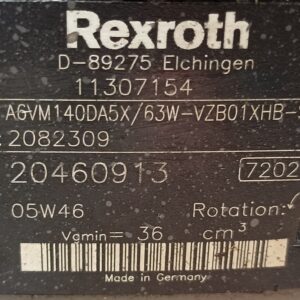 Rexroth
D-89275 Elchingen
11307154
AGVM140DA5X/63W-VZB01XHB-S
: 2082309
20460913 7202
05W46 Rotation:
Vgmin= 36 cm³
Made in Germany